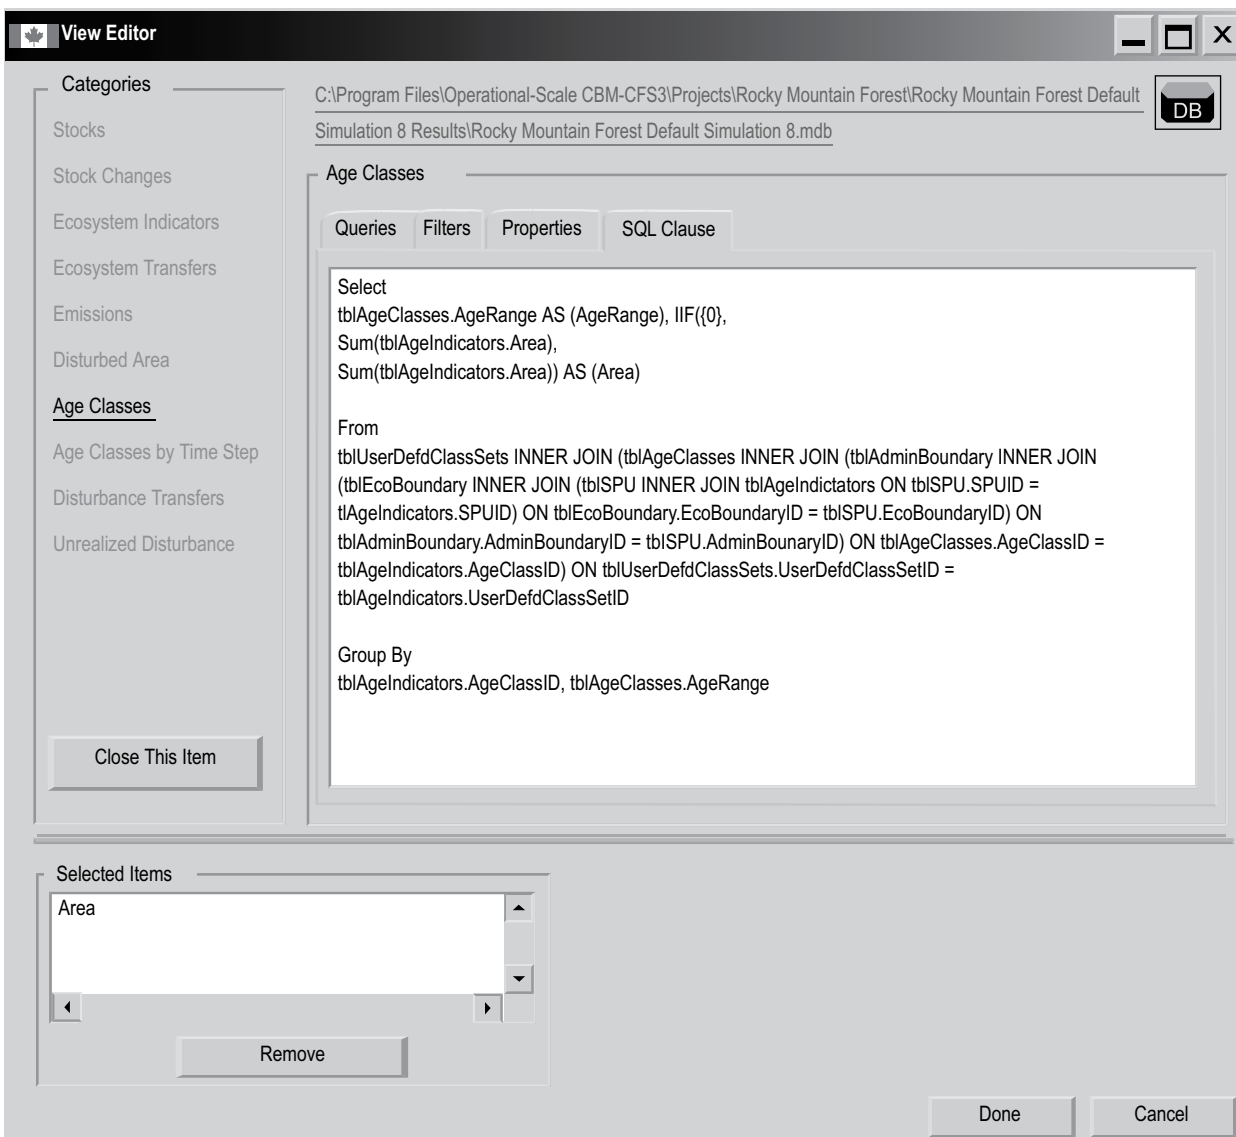 View Editor
Categories
Stocks
Stock Changes
Ecosystem Indicators
Ecosystem Transfers
Emissions
Disturbed Area
Age Classes
Age Classes by Time Step
Disturbance Transfers
Unrealized Disturbance
Close This Item
C:\Program Files\Operational-Scale CBM-CFS3\Projects\Rocky Mountain Forest\Rocky Mountain Forest Default
Simulation 8 Results\Rocky Mountain Forest Default Simulation 8.mdb
DB
Age Classes
Queries Filters Properties SQL Clause
Select
tblAgeClasses.AgeRange AS (AgeRange), IIF({0},
Sum(tblAgeIndicators.Area),
Sum(tblAgeIndicators.Area)) AS (Area)
From
tblUserDefdClassSets INNER JOIN (tblAgeClasses INNER JOIN (tblAdminBoundary INNER JOIN
(tblEcoBoundary INNER JOIN (tblSPU INNER JOIN tblAgeIndictators ON tblSPU.SPUID =
tlAgeIndicators.SPUID) ON tblEcoBoundary.EcoBoundaryID = tblSPU.EcoBoundaryID) ON
tblAdminBoundary.AdminBoundaryID = tblSPU.AdminBounaryID) ON tblAgeClasses.AgeClassID =
tblAgeIndicators.AgeClassID) ON tblUserDefdClassSets.UserDefdClassSetID =
tblAgeIndicators.UserDefdClassSetID
Group By
tblAgeIndicators.AgeClassID, tblAgeClasses.AgeRange
Selected Items
Area
Remove
Done Cancel